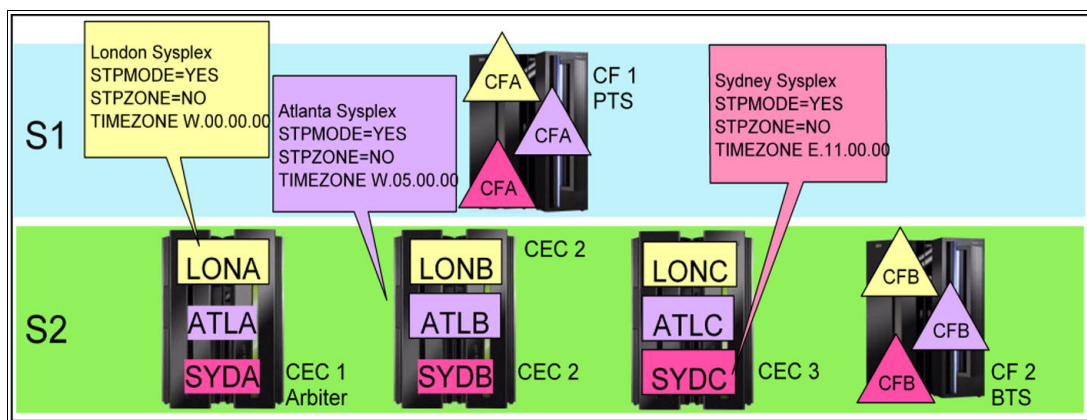 London Sysplex
STPMODE=YES
STPZONE=NO
TIMEZONE W.00.00.00
Atlanta Sysplex
STPMODE=YES
STPZONE=NO
TIMEZONE W.05.00.00
Sydney Sysplex
STPMODE=YES
STPZONE=NO
TIMEZONE E.11.00.00
S1
CFA
CFA
CFA
CF 1
PTS
S2
LONA
ATLA
SYDA
CEC 1
Arbiter
LONB
ATLB
SYDB
CEC 2
CEC 2
LONC
ATLC
SYDC
CEC 3
CFB
CFB
CFB
CF 2
BTS